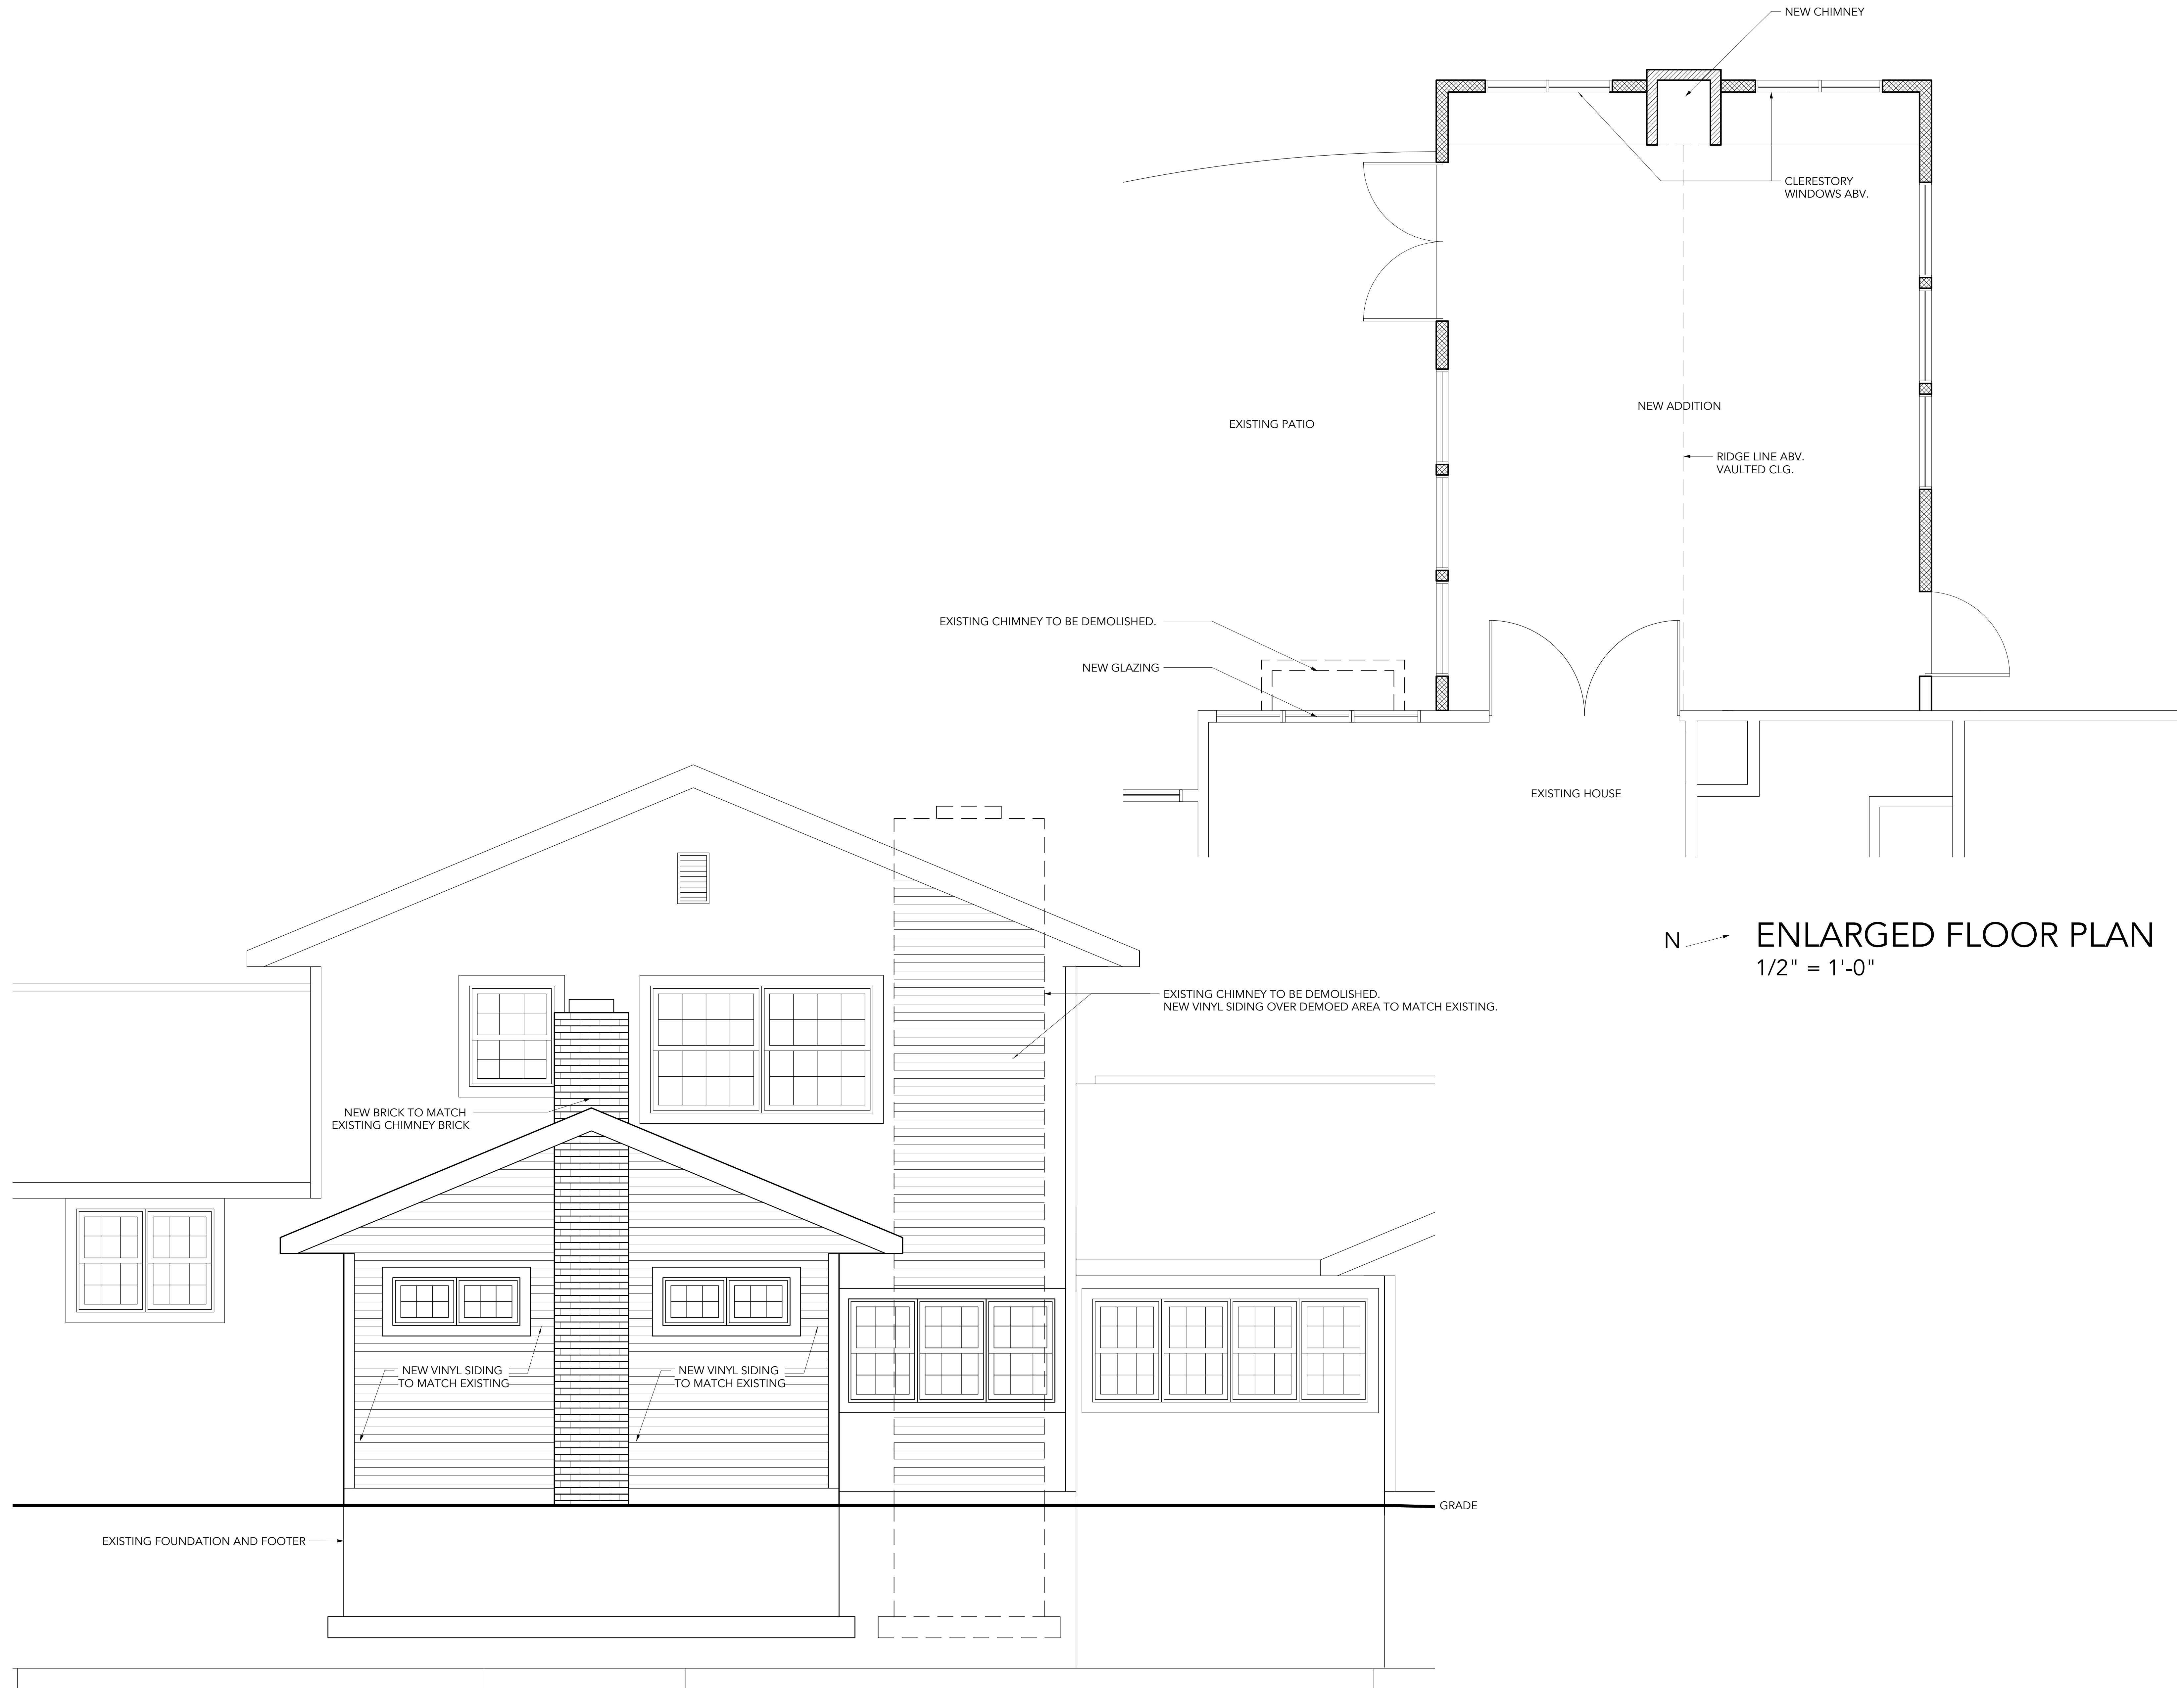 NEW CHIMNEY
CLERESTORY
WINDOWS ABV.
NEW ADDITION
EXISTING PATIO
RIDGE LINE ABV.
VAULTED CLG.
EXISTING CHIMNEY TO BE DEMOLISHED.
NEW GLAZING
EXISTING HOUSE
N
ENLARGED FLOOR PLAN
1/2" = 1'-0"
EXISTING CHIMNEY TO BE DEMOLISHED.
NEW VINYL SIDING OVER DEMOED AREA TO MATCH EXISTING.
NEW BRICK TO MATCH
EXISTING CHIMNEY BRICK
NEW VINYL SIDING
TO MATCH EXISTING
NEW VINYL SIDING
TO MATCH EXISTING
GRADE
EXISTING FOUNDATION AND FOOTER